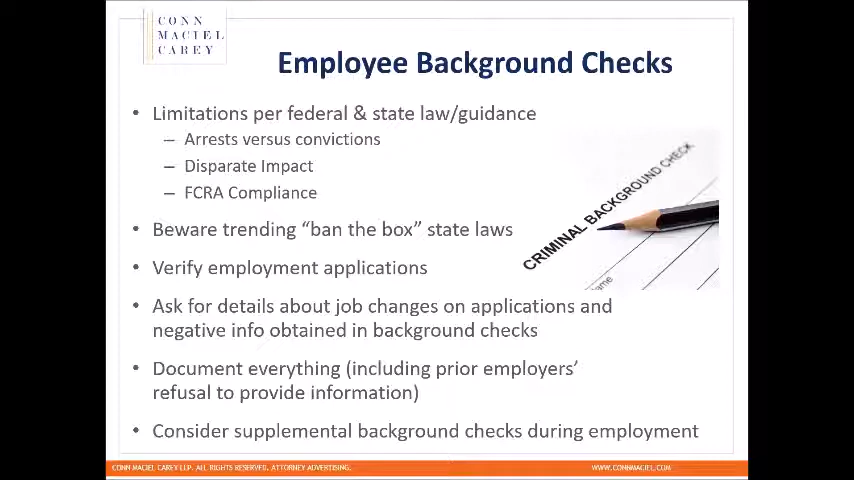 CONN
MACIEL
CAREY
Employee Background Checks
• Limitations per federal & state law/guidance
– Arrests versus convictions
– Disparate Impact
– FCRA Compliance
CRIMINAL BACKGROUND CHECK
• Beware trending “ban the box” state laws
• Verify employment applications
• Ask for details about job changes on applications and
negative info obtained in background checks
• Document everything (including prior employers’
refusal to provide information)
• Consider supplemental background checks during employment
CONN MACIEL CAREY LLP. ALL RIGHTS RESERVED. ATTORNEY ADVERTISING.
WWW.CONNMACIEL.COM